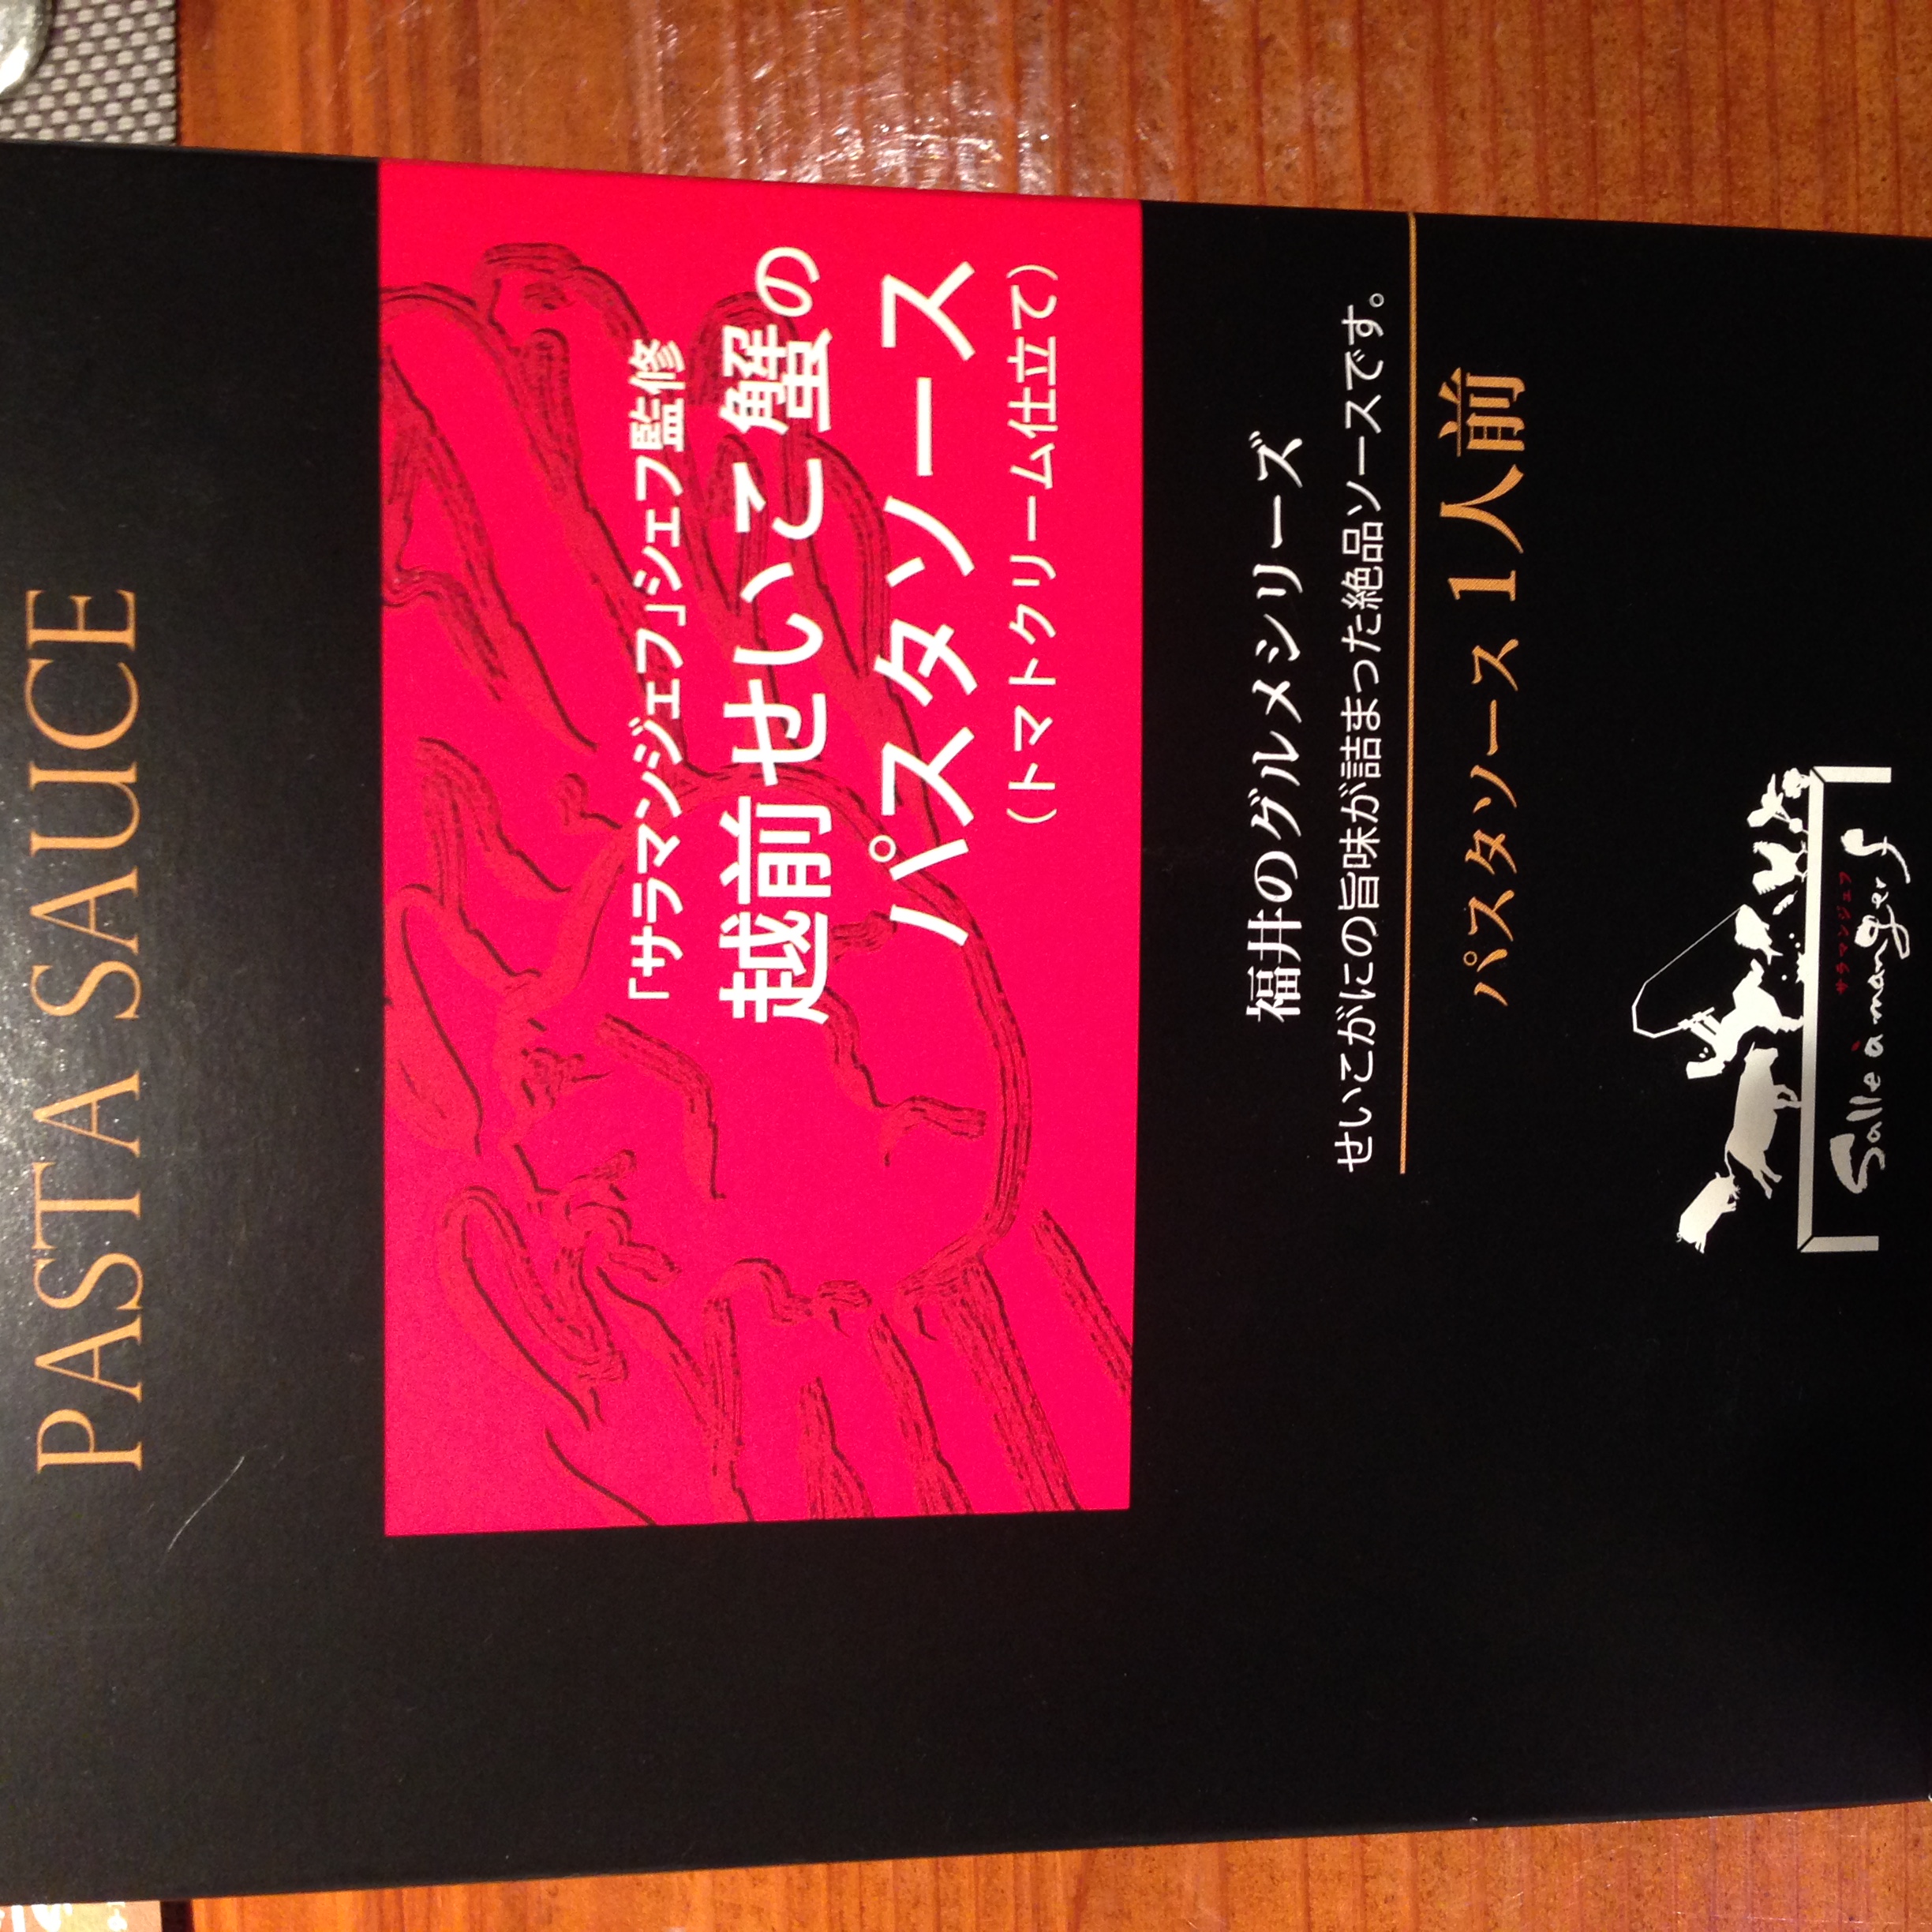 PASTA SAUCE
「サラマンジェフ」シェフ監修
越前せいこ蟹の
パスタソース
(トマトクリーム仕立て)
福井のグルメシリーズ
せいこがにの旨味が詰まった絶品ソースです。
パスタソース 1人前
サラマンジェフ
Salle à manger f